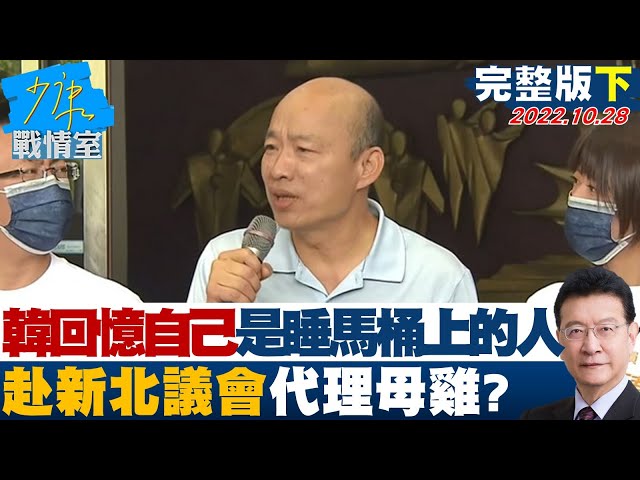 少康
戰情室
完整版下
2022.10.28
韓回憶自己是睡馬桶上的人
赴新北議會代理母雞?